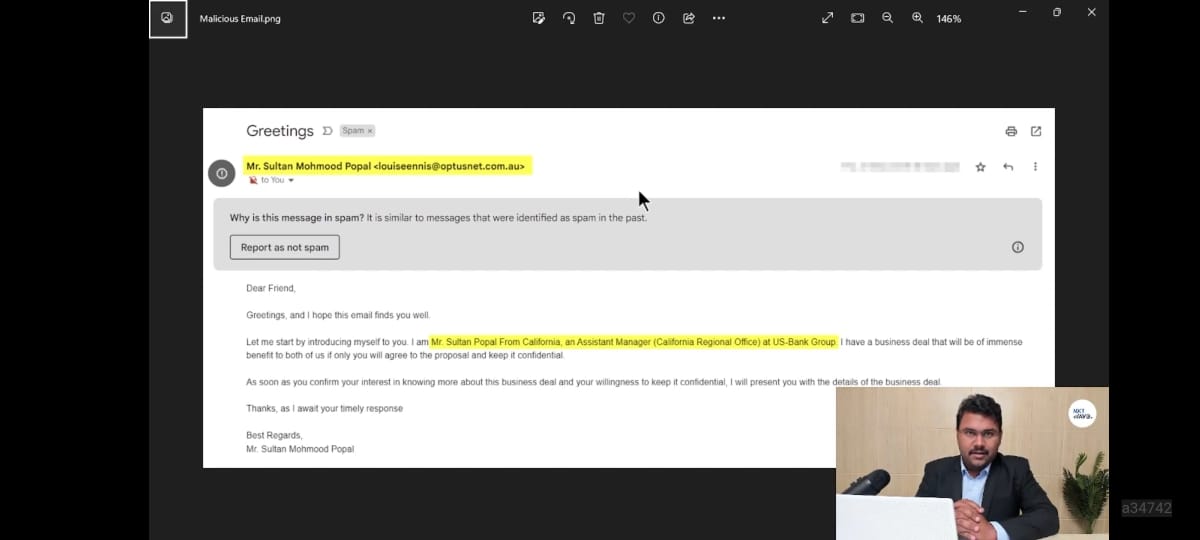 Malicious Email.png
146%
Greetings
Spam ×
Mr. Sultan Mohmood Popal <louiseennis@optusnet.com.au>
to You
Why is this message in spam? It is similar to messages that were identified as spam in the past.
Report as not spam
Dear Friend,
Greetings, and I hope this email finds you well.
Let me start by introducing myself to you. I am Mr. Sultan Popal From California, an Assistant Manager (California Regional Office) at US-Bank Group. I have a business deal that will be of immense
benefit to both of us if only you will agree to the proposal and keep it confidential.
As soon as you confirm your interest in knowing more about this business deal and your willingness to keep it confidential, I will present you with the details of the business deal.
Thanks, as I await your timely response
Best Regards,
Mr. Sultan Mohmood Popal
NXT
WAVE
a34742